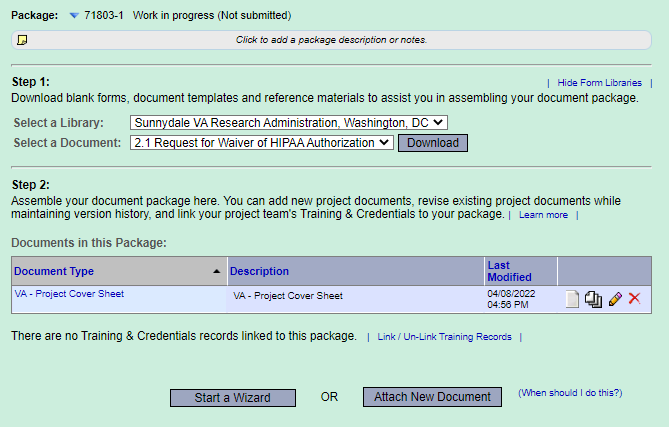 Package: 71803-1 Work in progress (Not submitted)
Click to add a package description or notes.
Step 1: | Hide Form Libraries |
Download blank forms, document templates and reference materials to assist you in assembling your document package.
Select a Library: Sunnydale VA Research Administration, Washington, DC
Select a Document: 2.1 Request for Waiver of HIPAA Authorization Download
Step 2:
Assemble your document package here. You can add new project documents, revise existing project documents while
maintaining version history, and link your project team's Training & Credentials to your package. | Learn more |
Documents in this Package:
Document Type Description Last
Modified
VA - Project Cover Sheet VA - Project Cover Sheet 04/08/2022
04:56 PM
There are no Training & Credentials records linked to this package. | Link / Un-Link Training Records |
Start a Wizard OR Attach New Document (When should I do this?)